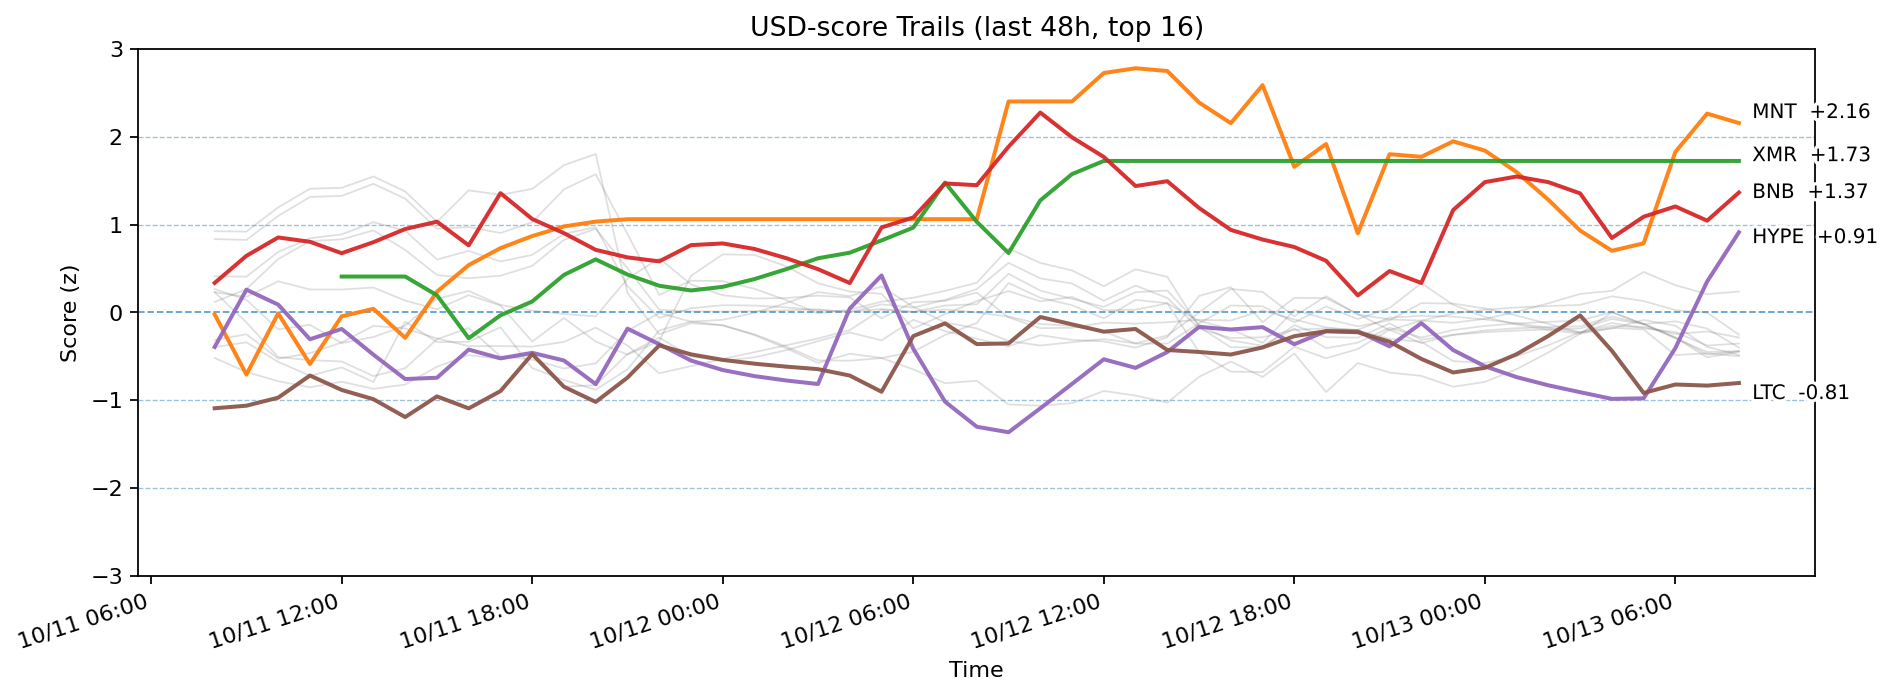 USD-score Trails (last 48h, top 16)
3
2
1
0
−1
−2
−3
Score (z)
MNT +2.16
XMR +1.73
BNB +1.37
HYPE +0.91
LTC -0.81
10/11 06:00
10/11 12:00
10/11 18:00
10/12 00:00
10/12 06:00
10/12 12:00
10/12 18:00
10/13 00:00
10/13 06:00
Time